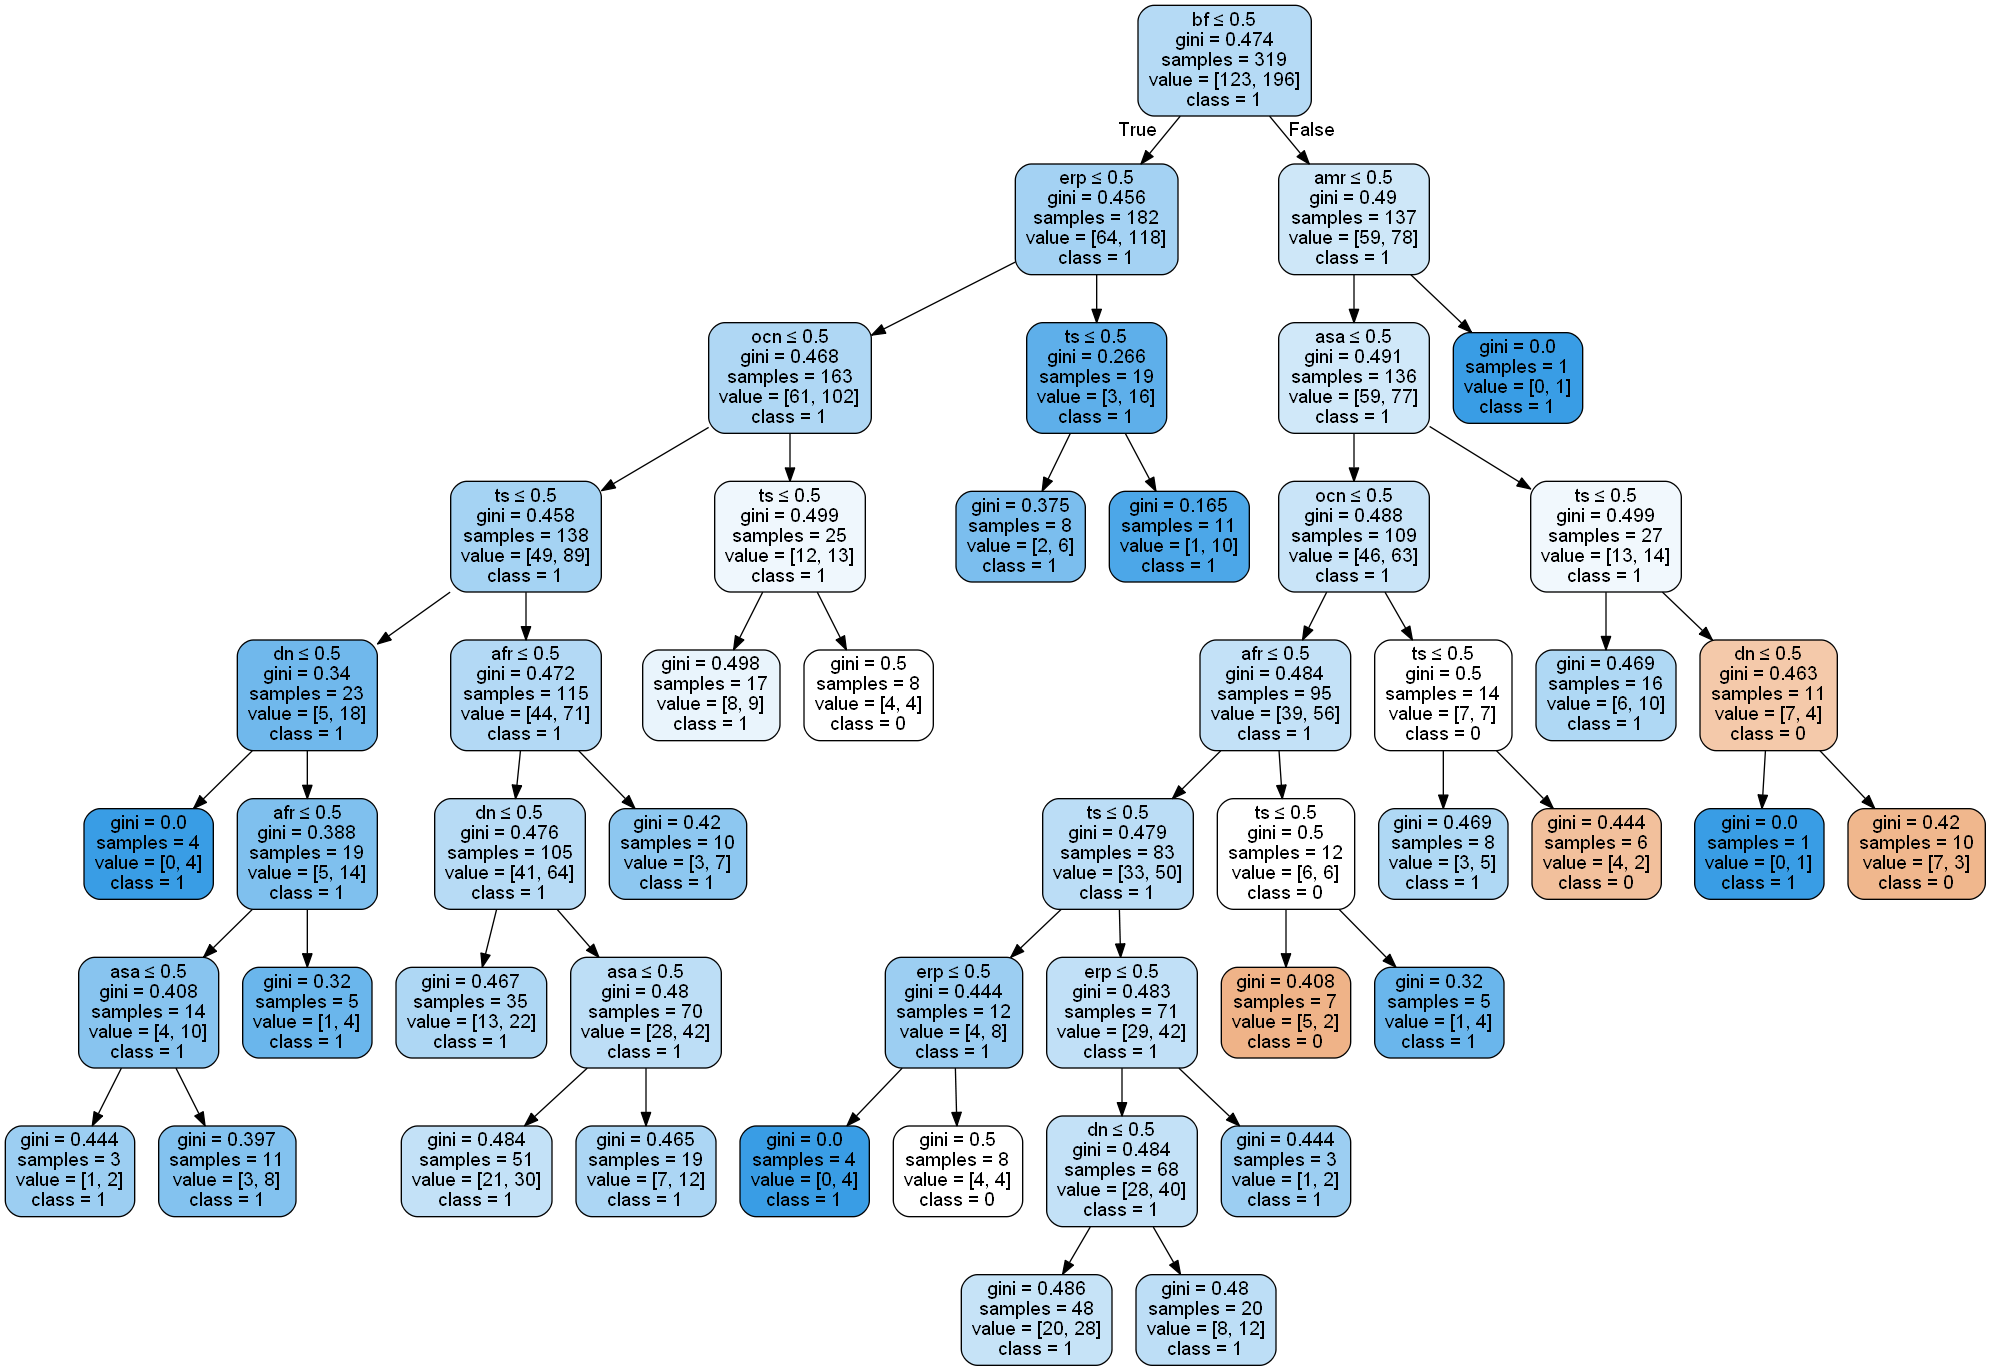 bf ≤ 0.5
gini = 0.474
samples = 319
value = [123, 196]
class = 1
True
False
erp ≤ 0.5
gini = 0.456
samples = 182
value = [64, 118]
class = 1
amr ≤ 0.5
gini = 0.49
samples = 137
value = [59, 78]
class = 1
ocn ≤ 0.5
gini = 0.468
samples = 163
value = [61, 102]
class = 1
ts ≤ 0.5
gini = 0.266
samples = 19
value = [3, 16]
class = 1
asa ≤ 0.5
gini = 0.491
samples = 136
value = [59, 77]
class = 1
gini = 0.0
samples = 1
value = [0, 1]
class = 1
ts ≤ 0.5
gini = 0.458
samples = 138
value = [49, 89]
class = 1
ts ≤ 0.5
gini = 0.499
samples = 25
value = [12, 13]
class = 1
gini = 0.375
samples = 8
value = [2, 6]
class = 1
gini = 0.165
samples = 11
value = [1, 10]
class = 1
ocn ≤ 0.5
gini = 0.488
samples = 109
value = [46, 63]
class = 1
ts ≤ 0.5
gini = 0.499
samples = 27
value = [13, 14]
class = 1
dn ≤ 0.5
gini = 0.34
samples = 23
value = [5, 18]
class = 1
afr ≤ 0.5
gini = 0.472
samples = 115
value = [44, 71]
class = 1
gini = 0.498
samples = 17
value = [8, 9]
class = 1
gini = 0.5
samples = 8
value = [4, 4]
class = 0
afr ≤ 0.5
gini = 0.484
samples = 95
value = [39, 56]
class = 1
ts ≤ 0.5
gini = 0.5
samples = 14
value = [7, 7]
class = 0
gini = 0.469
samples = 16
value = [6, 10]
class = 1
dn ≤ 0.5
gini = 0.463
samples = 11
value = [7, 4]
class = 0
gini = 0.0
samples = 4
value = [0, 4]
class = 1
afr ≤ 0.5
gini = 0.388
samples = 19
value = [5, 14]
class = 1
dn ≤ 0.5
gini = 0.476
samples = 105
value = [41, 64]
class = 1
gini = 0.42
samples = 10
value = [3, 7]
class = 1
ts ≤ 0.5
gini = 0.479
samples = 83
value = [33, 50]
class = 1
ts ≤ 0.5
gini = 0.5
samples = 12
value = [6, 6]
class = 0
gini = 0.469
samples = 8
value = [3, 5]
class = 1
gini = 0.444
samples = 6
value = [4, 2]
class = 0
gini = 0.0
samples = 1
value = [0, 1]
class = 1
gini = 0.42
samples = 10
value = [7, 3]
class = 0
asa ≤ 0.5
gini = 0.408
samples = 14
value = [4, 10]
class = 1
gini = 0.32
samples = 5
value = [1, 4]
class = 1
gini = 0.467
samples = 35
value = [13, 22]
class = 1
asa ≤ 0.5
gini = 0.48
samples = 70
value = [28, 42]
class = 1
erp ≤ 0.5
gini = 0.444
samples = 12
value = [4, 8]
class = 1
erp ≤ 0.5
gini = 0.483
samples = 71
value = [29, 42]
class = 1
gini = 0.408
samples = 7
value = [5, 2]
class = 0
gini = 0.32
samples = 5
value = [1, 4]
class = 1
gini = 0.444
samples = 3
value = [1, 2]
class = 1
gini = 0.397
samples = 11
value = [3, 8]
class = 1
gini = 0.484
samples = 51
value = [21, 30]
class = 1
gini = 0.465
samples = 19
value = [7, 12]
class = 1
gini = 0.0
samples = 4
value = [0, 4]
class = 1
gini = 0.5
samples = 8
value = [4, 4]
class = 0
dn ≤ 0.5
gini = 0.484
samples = 68
value = [28, 40]
class = 1
gini = 0.444
samples = 3
value = [1, 2]
class = 1
gini = 0.486
samples = 48
value = [20, 28]
class = 1
gini = 0.48
samples = 20
value = [8, 12]
class = 1